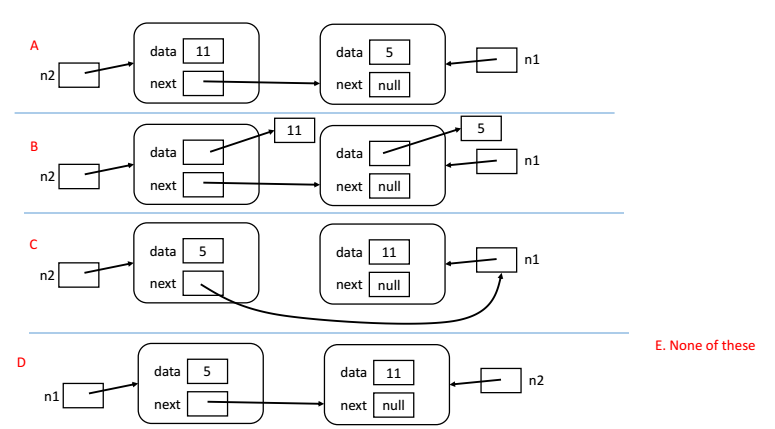 A
data 11
data 5
n2
n1
next
next null
B
11
5
data
data
n2
n1
next
next null
C
data 5
data 11
n2
n1
next
next null
E. None of these
D
data 5
data 11
n1
n2
next
next null